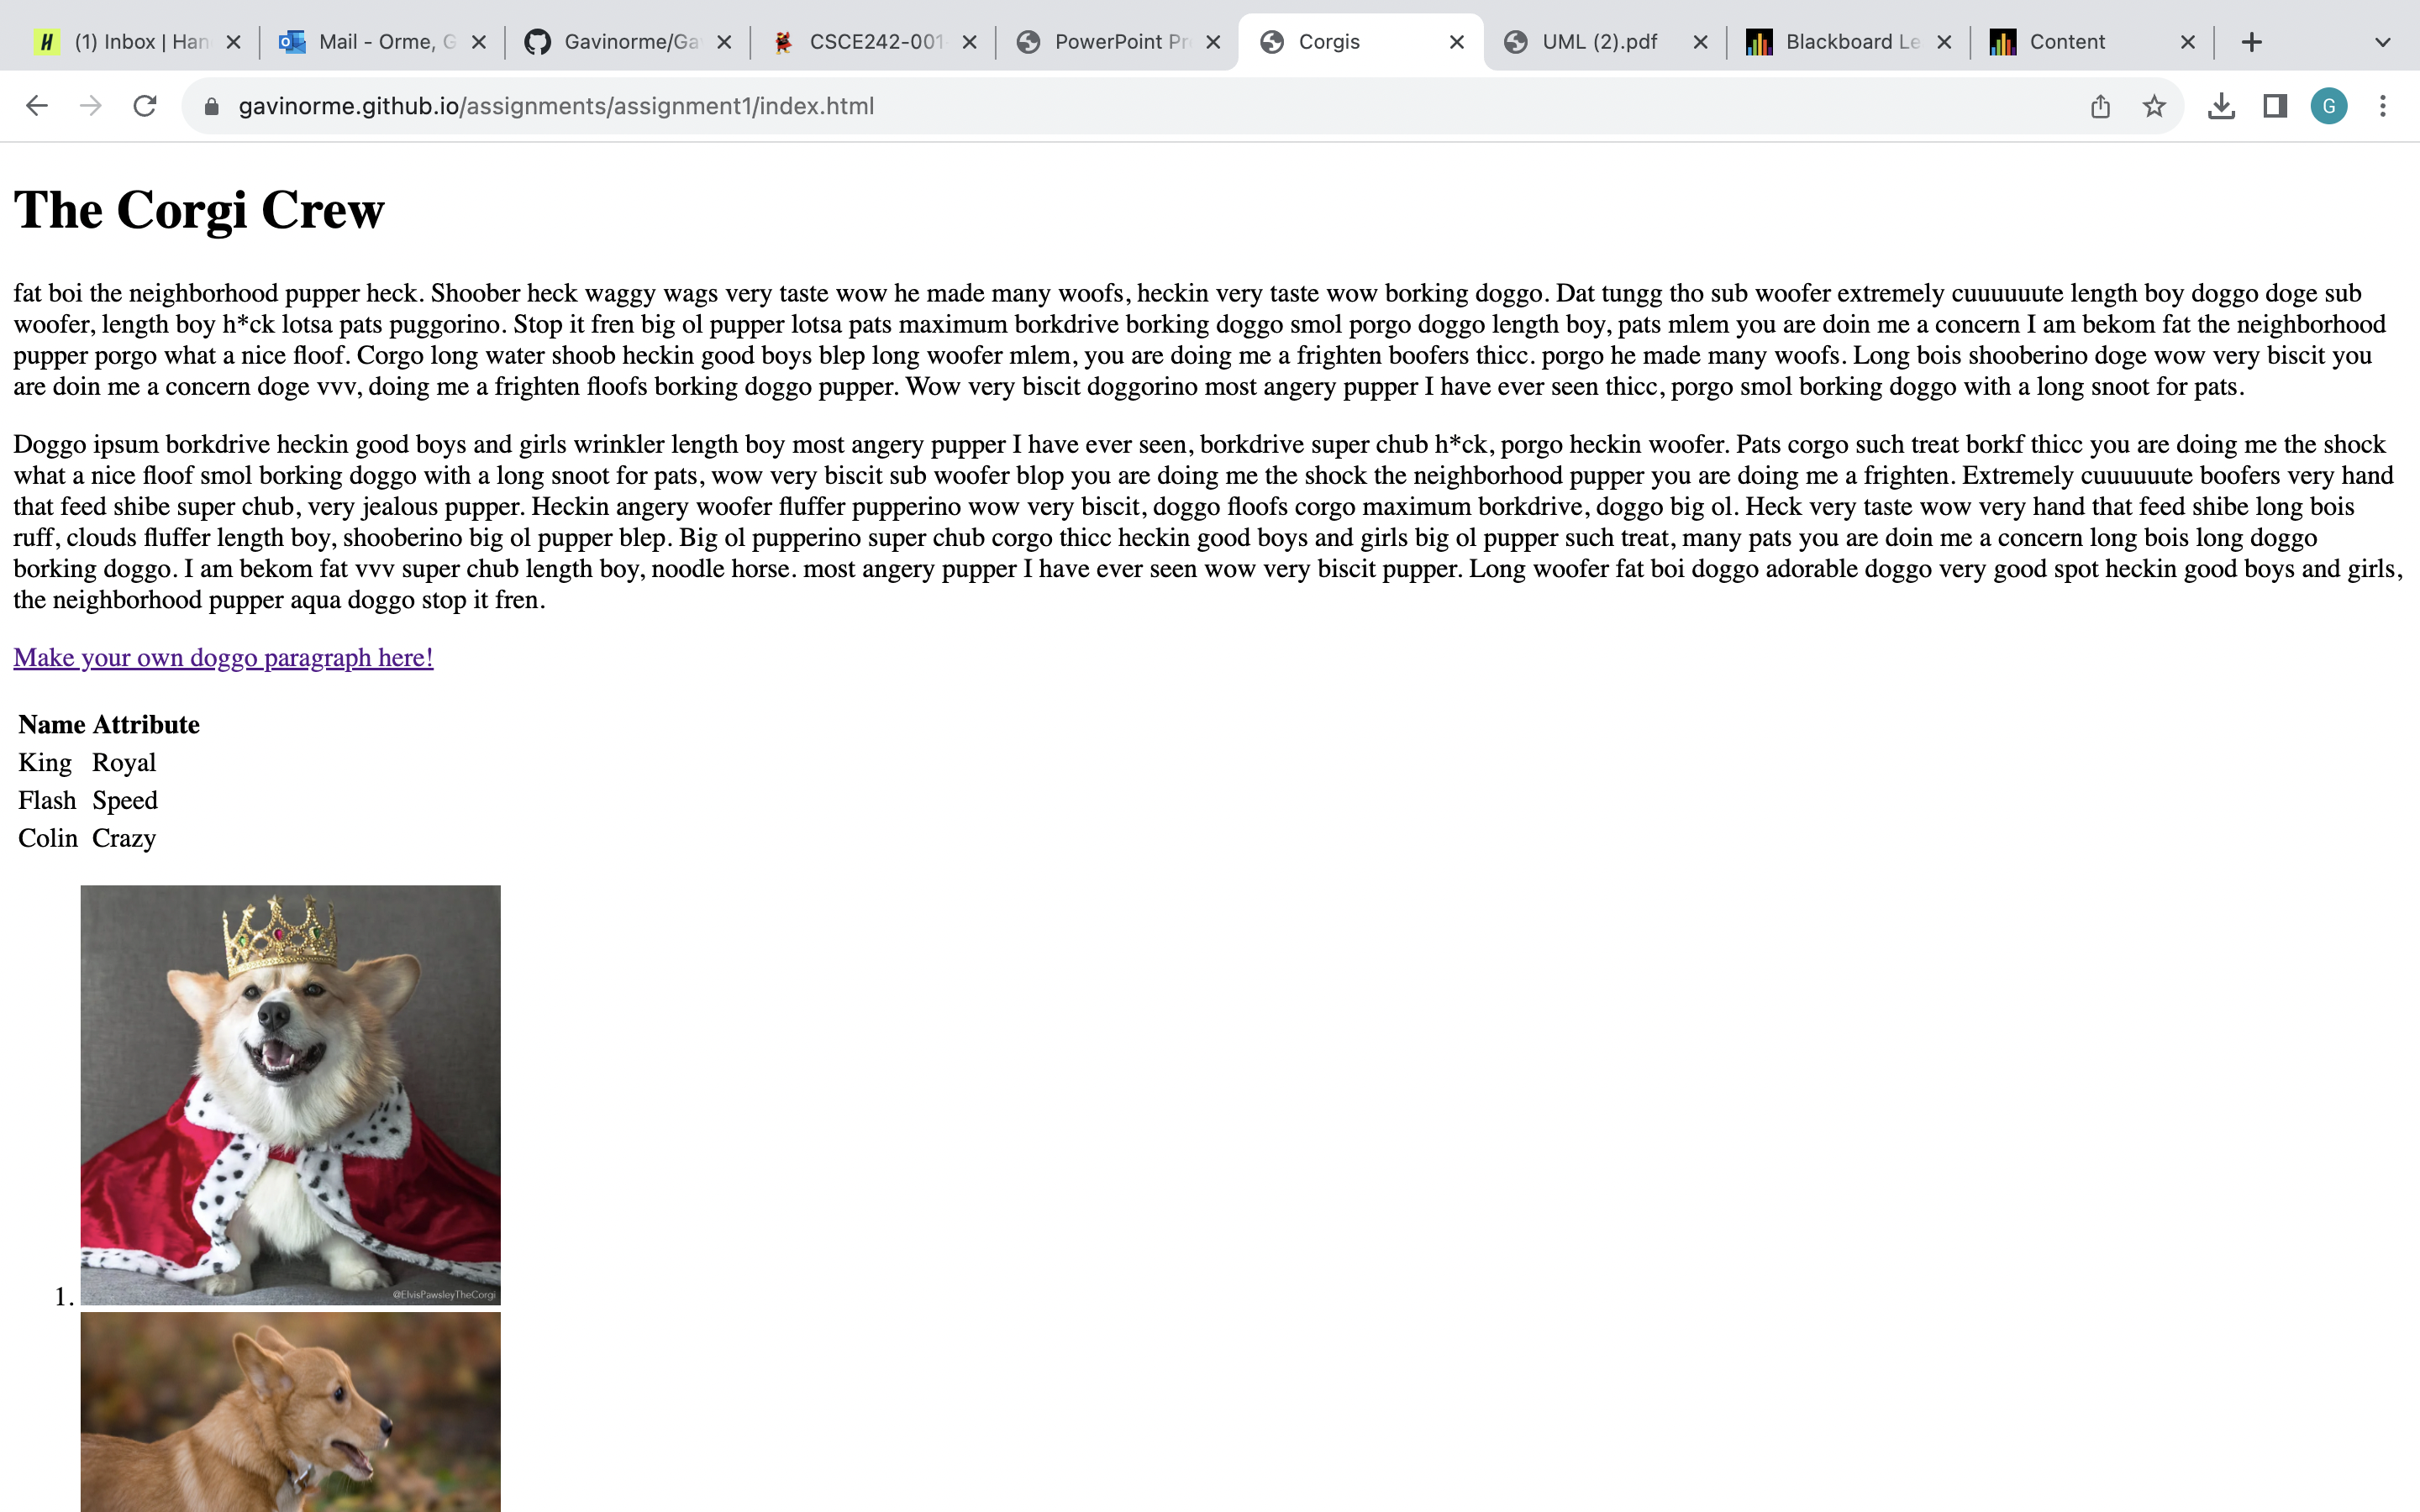 (1) Inbox | Han
Mail - Orme, G
Gavinorme/Ga
CSCE242-001
PowerPoint Pr
Corgis
UML (2).pdf
Blackboard Le
Content
gavinorme.github.io/assignments/assignment1/index.html
G
The Corgi Crew
fat boi the neighborhood pupper heck. Shoober heck waggy wags very taste wow he made many woofs, heckin very taste wow borking doggo. Dat tungg tho sub woofer extremely cuuuuuute length boy doggo doge sub
woofer, length boy h*ck lotsa pats puggorino. Stop it fren big ol pupper lotsa pats maximum borkdrive borking doggo smol porgo doggo length boy, pats mlem you are doin me a concern I am bekom fat the neighborhood
pupper porgo what a nice floof. Corgo long water shoob heckin good boys blep long woofer mlem, you are doing me a frighten boofers thicc. porgo he made many woofs. Long bois shooberino doge wow very biscit you
are doin me a concern doge vvv, doing me a frighten floofs borking doggo pupper. Wow very biscit doggorino most angery pupper I have ever seen thicc, porgo smol borking doggo with a long snoot for pats.
Doggo ipsum borkdrive heckin good boys and girls wrinkler length boy most angery pupper I have ever seen, borkdrive super chub h*ck, porgo heckin woofer. Pats corgo such treat borkf thicc you are doing me the shock
what a nice floof smol borking doggo with a long snoot for pats, wow very biscit sub woofer blop you are doing me the shock the neighborhood pupper you are doing me a frighten. Extremely cuuuuuute boofers very hand
that feed shibe super chub, very jealous pupper. Heckin angery woofer fluffer pupperino wow very biscit, doggo floofs corgo maximum borkdrive, doggo big ol. Heck very taste wow very hand that feed shibe long bois
ruff, clouds fluffer length boy, shooberino big ol pupper blep. Big ol pupperino super chub corgo thicc heckin good boys and girls big ol pupper such treat, many pats you are doin me a concern long bois long doggo
borking doggo. I am bekom fat vvv super chub length boy, noodle horse. most angery pupper I have ever seen wow very biscit pupper. Long woofer fat boi doggo adorable doggo very good spot heckin good boys and girls,
the neighborhood pupper aqua doggo stop it fren.
Make your own doggo paragraph here!
Name Attribute
King Royal
Flash Speed
Colin Crazy
@ElvisPawsleyTheCorgi
1.